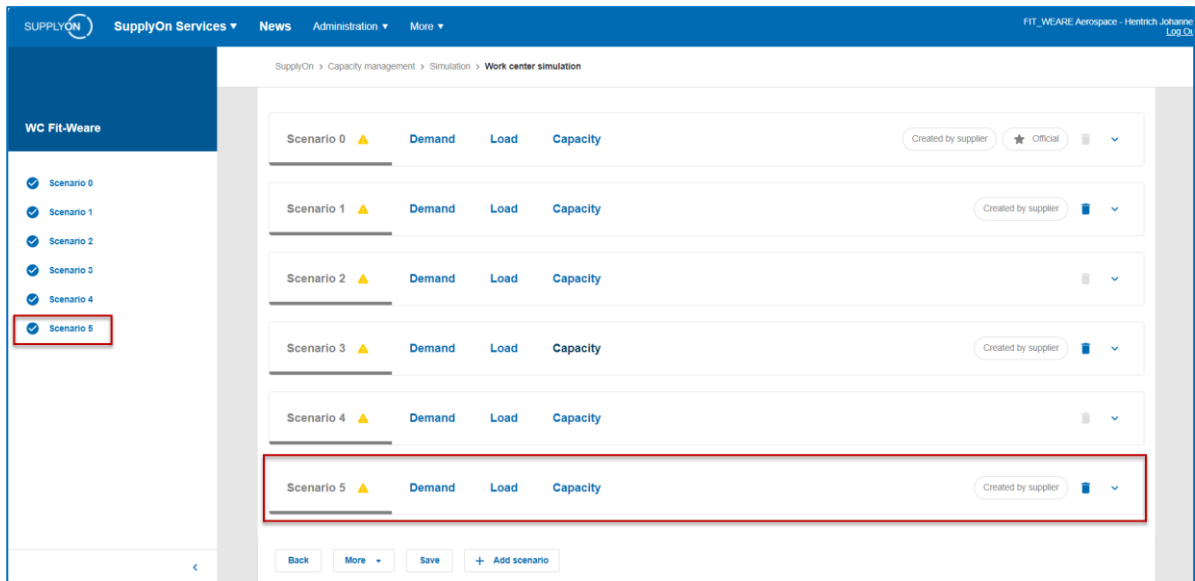 SUPPLYON
SupplyOn Services ▾ News Administration ▾ More ▾
FIT_WEARE Aerospace - Hentrich Johanne
Log Ou
SupplyOn > Capacity management > Simulation > Work center simulation
WC Fit-Weare
Scenario 0
Scenario 1
Scenario 2
Scenario 3
Scenario 4
Scenario 5
Scenario 0 Demand Load Capacity Created by supplier Official
Scenario 1 Demand Load Capacity Created by supplier
Scenario 2 Demand Load Capacity
Scenario 3 Demand Load Capacity Created by supplier
Scenario 4 Demand Load Capacity
Scenario 5 Demand Load Capacity Created by supplier
Back More ▾ Save + Add scenario